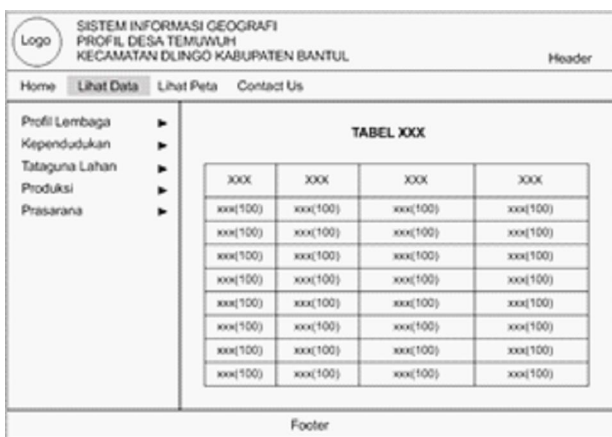 Logo
SISTEM INFORMASI GEOGRAFI
PROFIL DESA TEMUWUH
KECAMATAN DLINGO KABUPATEN BANTUL
Header
Home Lihat Data Lihat Peta Contact Us
Profil Lembaga
Kependudukan
Tataguna Lahan
Produksi
Prasarana
TABEL XXX
XXX XXX XXX XXX
xxx(100) xxx(100) xxx(100) xxx(100)
xxx(100) xxx(100) xxx(100) xxx(100)
xxx(100) xxx(100) xxx(100) xxx(100)
xxx(100) xxx(100) xxx(100) xxx(100)
xxx(100) xxx(100) xxx(100) xxx(100)
xxx(100) xxx(100) xxx(100) xxx(100)
xxx(100) xxx(100) xxx(100) xxx(100)
xxx(100) xxx(100) xxx(100) xxx(100)
Footer